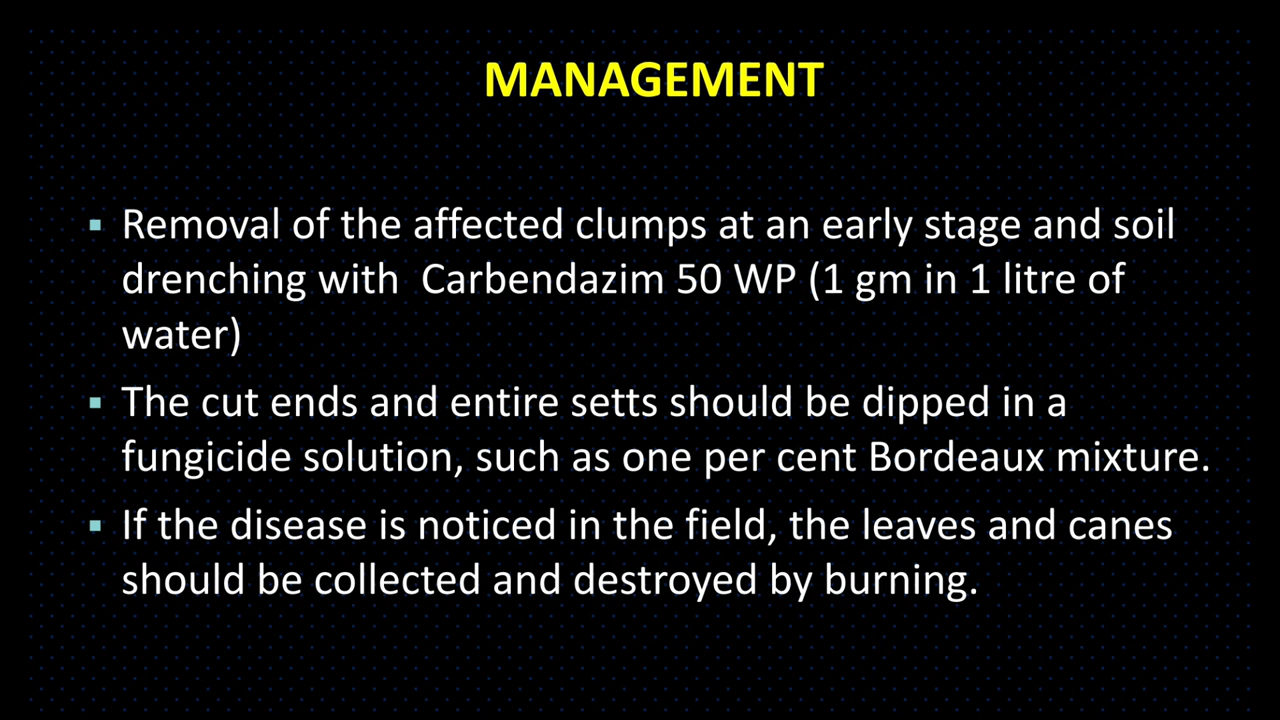 MANAGEMENT
▪ Removal of the affected clumps at an early stage and soil
drenching with Carbendazim 50 WP (1 gm in 1 litre of
water)
▪ The cut ends and entire setts should be dipped in a
fungicide solution, such as one per cent Bordeaux mixture.
▪ If the disease is noticed in the field, the leaves and canes
should be collected and destroyed by burning.